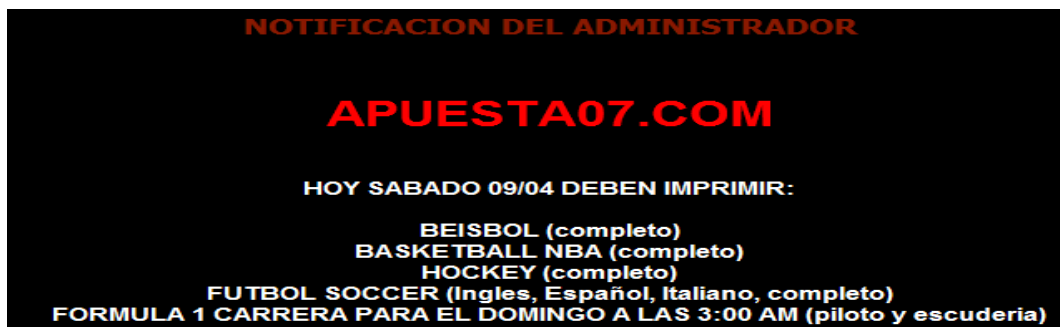 NOTIFICACION DEL ADMINISTRADOR
APUESTA07.COM
HOY SABADO 09/04 DEBEN IMPRIMIR:
BEISBOL (completo)
BASKETBALL NBA (completo)
HOCKEY (completo)
FUTBOL SOCCER (Ingles, Español, Italiano, completo)
FORMULA 1 CARRERA PARA EL DOMINGO A LAS 3:00 AM (piloto y escuderia)